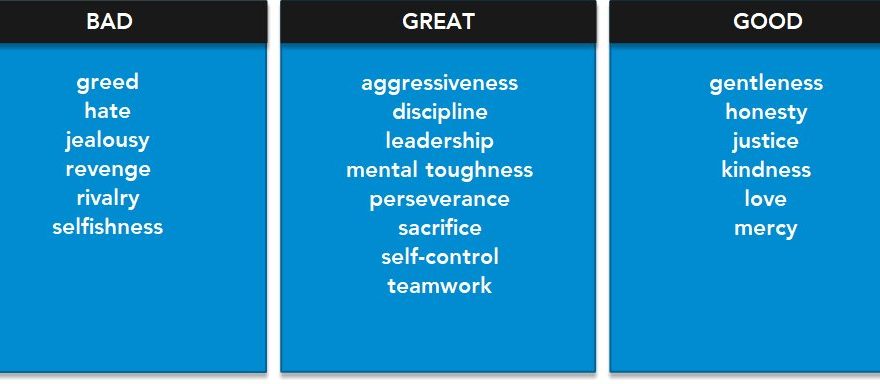 BAD
greed
hate
jealousy
revenge
rivalry
selfishness
GREAT
aggressiveness
discipline
leadership
mental toughness
perseverance
sacrifice
self-control
teamwork
GOOD
gentleness
honesty
justice
kindness
love
mercy